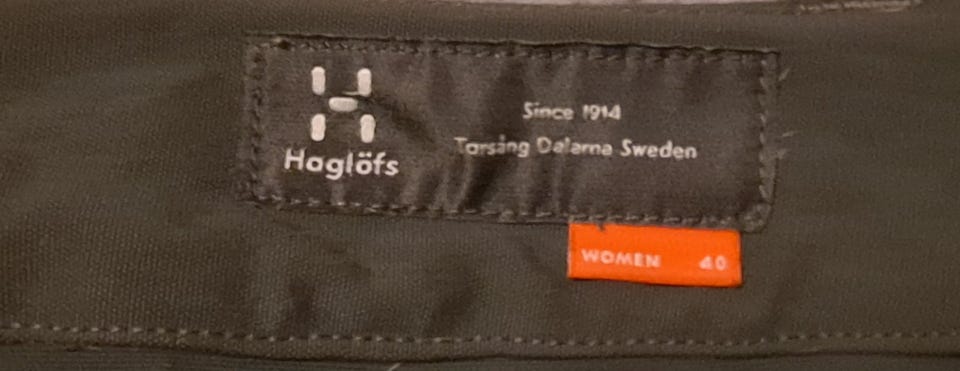 Haglöfs
Since 1914
Torsång Dalarna Sweden
WOMEN 40